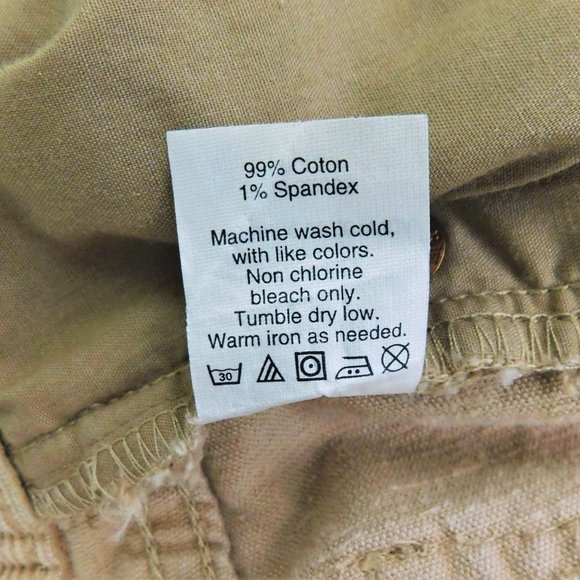 99% Coton
1% Spandex
Machine wash cold,
with like colors.
Non chlorine
bleach only.
Tumble dry low.
Warm iron as needed.
30